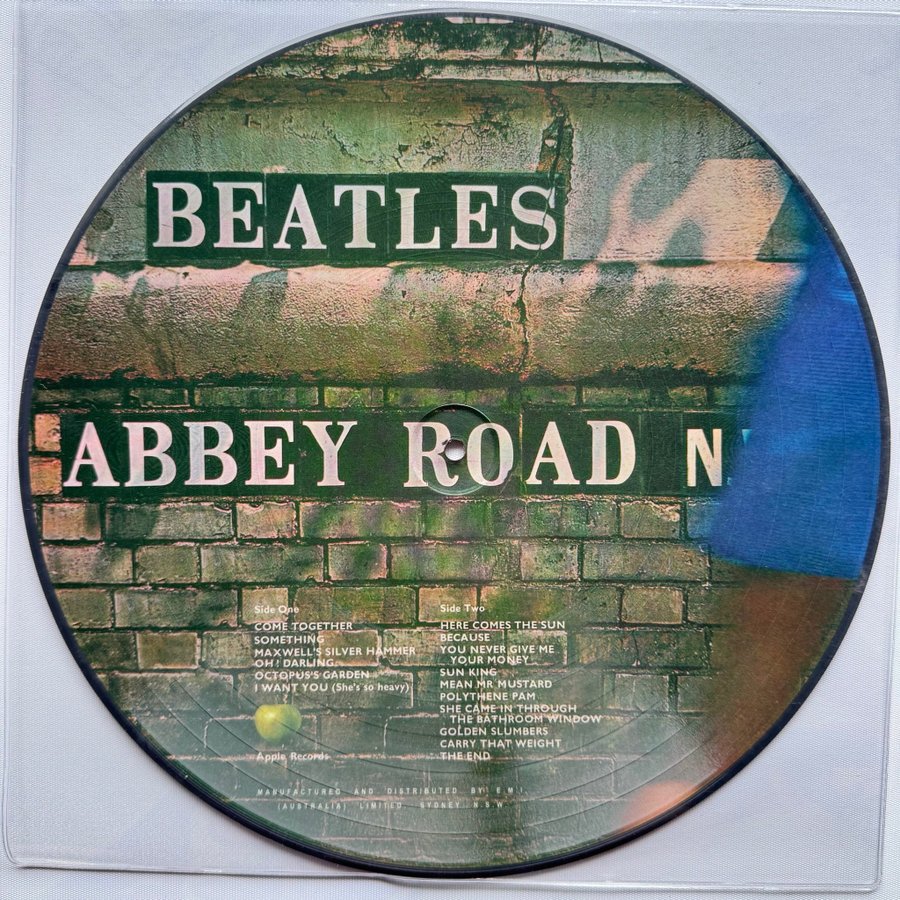 BEATLES
ABBEY ROAD N
Side One
COME TOGETHER
SOMETHING
MAXWELL'S SILVER HAMMER
OH! DARLING
OCTOPUS'S GARDEN
I WANT YOU (She's so heavy)
Apple Records
Side Two
HERE COMES THE SUN
BECAUSE
YOU NEVER GIVE ME
YOUR MONEY
SUN KING
MEAN MR MUSTARD
POLYTHENE PAM
SHE CAME IN THROUGH
THE BATHROOM WINDOW
GOLDEN SLUMBERS
CARRY THAT WEIGHT
THE END
MANUFACTURED AND DISTRIBUTED BY E.M.I.
(AUSTRALIA) LIMITED SYDNEY N.S.W.